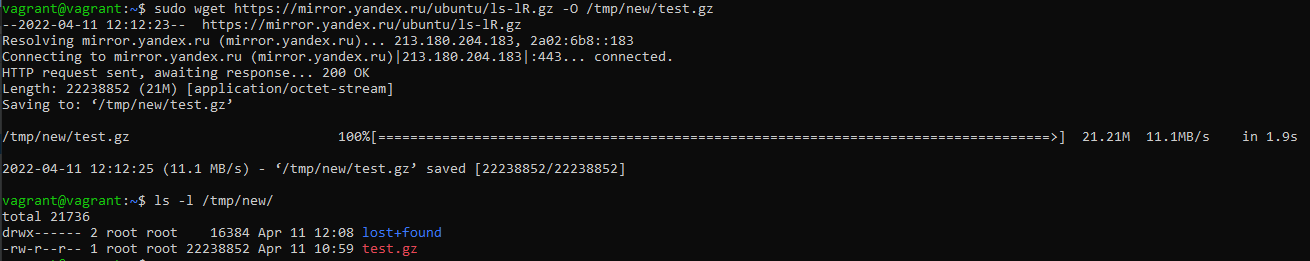 vagrant@vagrant:~$ sudo wget https://mirror.yandex.ru/ubuntu/ls-lR.gz -O /tmp/new/test.gz
--2022-04-11 12:12:23--  https://mirror.yandex.ru/ubuntu/ls-lR.gz
Resolving mirror.yandex.ru (mirror.yandex.ru)... 213.180.204.183, 2a02:6b8::183
Connecting to mirror.yandex.ru (mirror.yandex.ru)|213.180.204.183|:443... connected.
HTTP request sent, awaiting response... 200 OK
Length: 22238852 (21M) [application/octet-stream]
Saving to: ‘/tmp/new/test.gz’
/tmp/new/test.gz                          100%[====================================================================================>]  21.21M  11.1MB/s    in 1.9s
2022-04-11 12:12:25 (11.1 MB/s) - ‘/tmp/new/test.gz’ saved [22238852/22238852]
vagrant@vagrant:~$ ls -l /tmp/new/
total 21736
drwx------ 2 root root    16384 Apr 11 12:08 lost+found
-rw-r--r-- 1 root root 22238852 Apr 11 10:59 test.gz